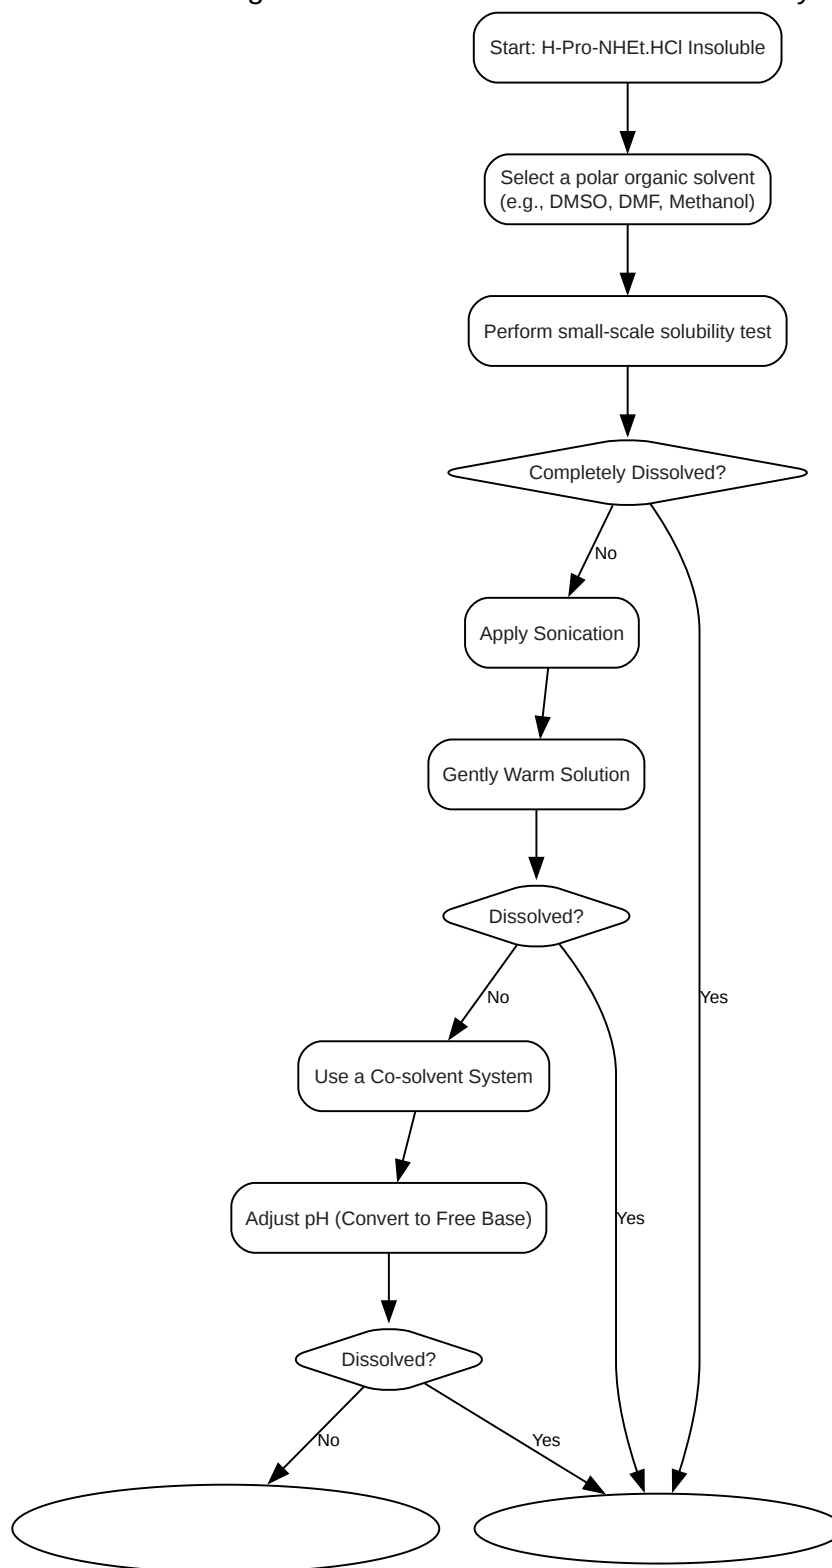 Start: H-Pro-NHEt.HCl Insoluble
Select a polar organic solvent
(e.g., DMSO, DMF, Methanol)
Perform small-scale solubility test
Completely Dissolved?
No
Apply Sonication
Gently Warm Solution
Dissolved?
No
Yes
Use a Co-solvent System
Adjust pH (Convert to Free Base)
Yes
Dissolved?
No
Yes